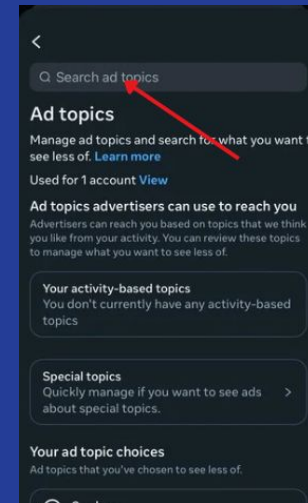 Search ad topics
Ad topics
Manage ad topics and search for what you want t
see less of. Learn more
Used for 1 account View
Ad topics advertisers can use to reach you
Advertisers can reach you based on topics that we think
you like from your activity. You can review these topics
to manage what you want to see less of.
Your activity-based topics
You don't currently have any activity-based
topics
Special topics
Quickly manage if you want to see ads
about special topics.
Your ad topic choices
Ad topics that you've chosen to see less of.